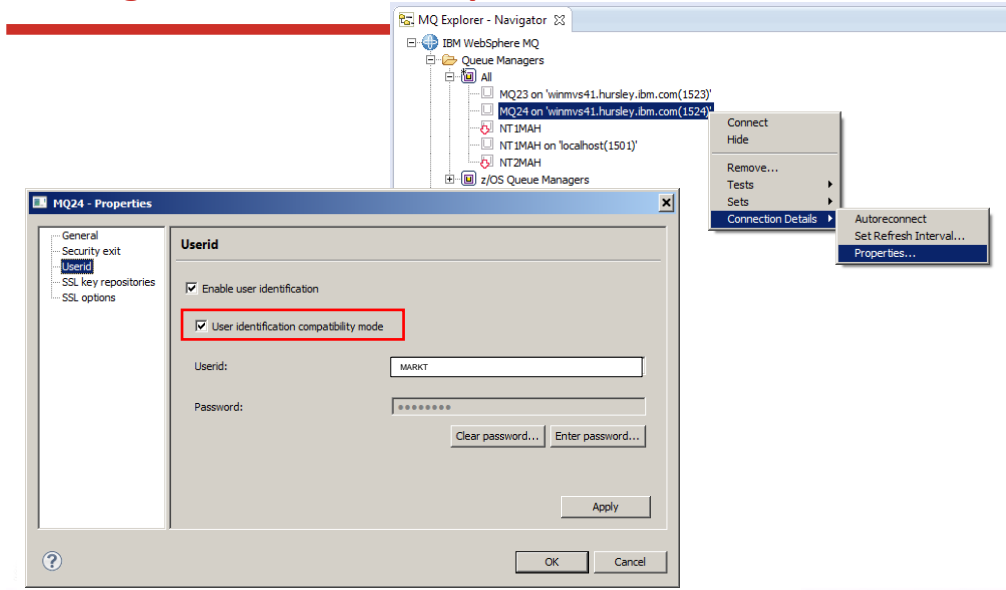 MQ Explorer - Navigator
IBM WebSphere MQ
Queue Managers
All
MQ23 on 'winmvs41.hursley.ibm.com(1523)'
MQ24 on 'winmvs41.hursley.ibm.com(1524)'
NT1MAH
NT1MAH on 'localhost(1501)'
NT2MAH
z/OS Queue Managers
Connect
Hide
Remove...
Tests
Sets
Connection Details
Autoreconnect
Set Refresh Interval...
Properties...
MQ24 - Properties
General
Security exit
Userid
SSL key repositories
SSL options
Userid
Enable user identification
User identification compatibility mode
Userid:
MARKT
Password:
Clear password...
Enter password...
Apply
?
OK
Cancel